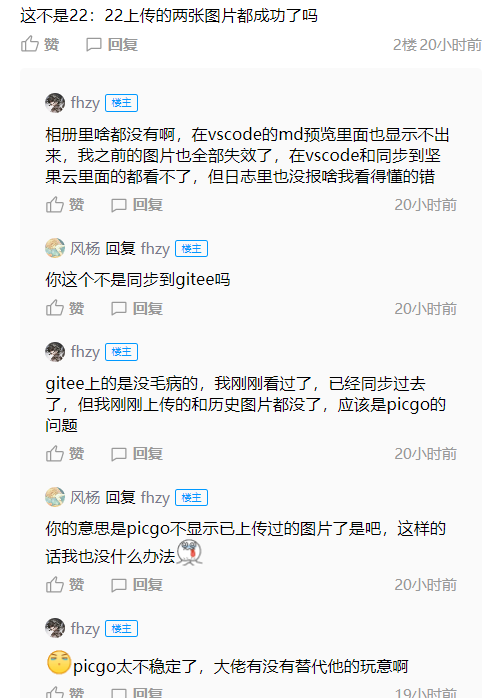 这不是22：22上传的两张图片都成功了吗
赞 回复 2楼 20小时前
fhzy 楼主
相册里啥都没有啊，在vscode的md预览里面也显示不出
来，我之前的图片也全部失效了，在vscode和同步到坚
果云里面的都看不了，但日志里也没报啥我看得懂的错
赞 回复 20小时前
风杨 回复 fhzy 楼主
你这个不是同步到gitee吗
赞 回复 20小时前
fhzy 楼主
gitee上的是没毛病的，我刚刚看过了，已经同步过去
了，但我刚刚上传的和历史图片都没了，应该是picgo的
问题
赞 回复 20小时前
风杨 回复 fhzy 楼主
你的意思是picgo不显示已上传过的图片了是吧，这样的
话我也没什么办法
赞 回复 20小时前
fhzy 楼主
picgo太不稳定了，大佬有没有替代他的玩意啊
赞 回复 19小时前